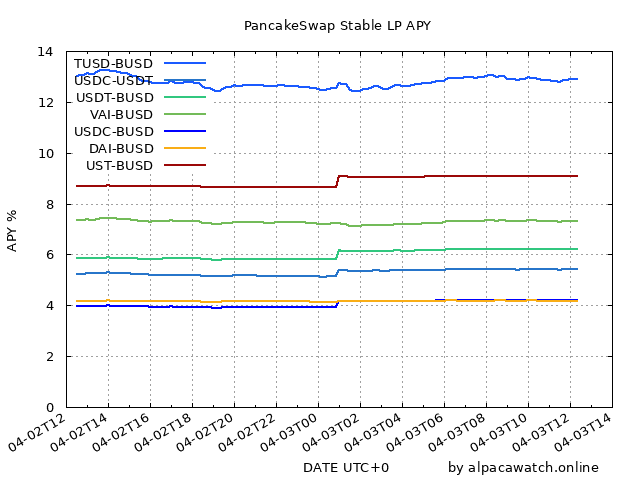 PancakeSwap Stable LP APY
14
12
10
8
6
4
2
0
APY %
TUSD-BUSD
USDC-USDT
USDT-BUSD
VAI-BUSD
USDC-BUSD
DAI-BUSD
UST-BUSD
04-02T12
04-02T14
04-02T16
04-02T18
04-02T20
04-02T22
04-03T00
04-03T02
04-03T04
04-03T06
04-03T08
04-03T10
04-03T12
04-03T14
DATE UTC+0
by alpacawatch.online